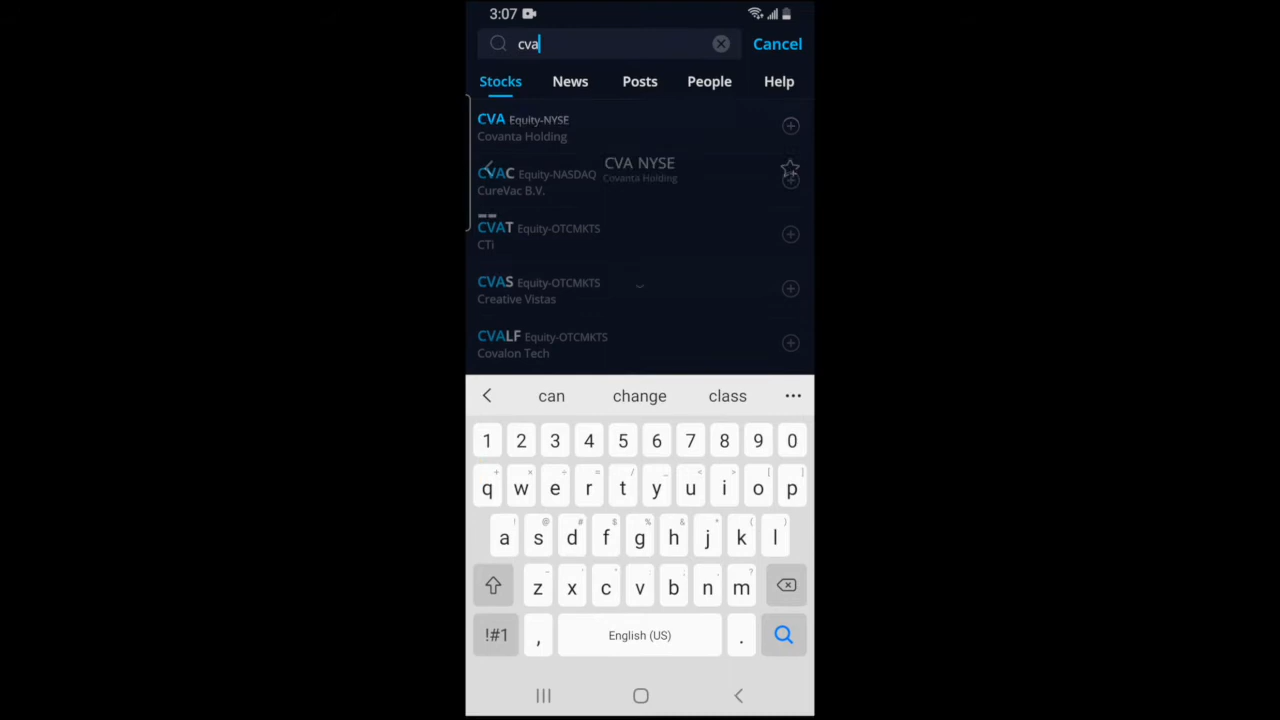 3:07
cva
Cancel
Stocks News Posts People Help
CVA Equity-NYSE
Covanta Holding
CVA NYSE
Covanta Holding
CVAC Equity-NASDAQ
CureVac B.V.
--
CVAT Equity-OTCMKTS
CTi
CVAS Equity-OTCMKTS
Creative Vistas
CVALF Equity-OTCMKTS
Covalon Tech
can change class
1 2 3 4 5 6 7 8 9 0
q w e r t y u i o p
a s d f g h j k l
z x c v b n m
!#1 , English (US) .